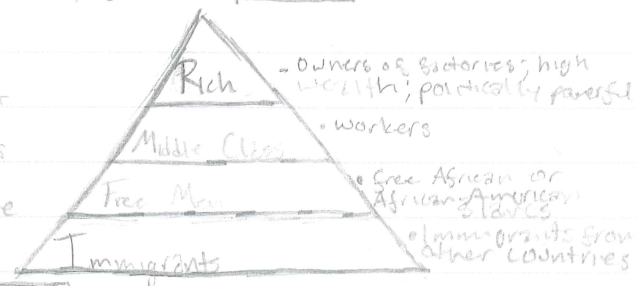 Rich
- Owners of factories; high
wealth; politically powerful
Middle Class
• workers
Free Men
• free African or
African-American
slaves
Immigrants
• Immigrants from
other countries